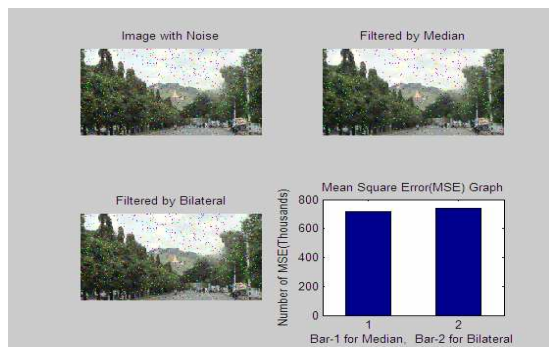 Image with Noise
Filtered by Median
Filtered by Bilateral
Mean Square Error(MSE) Graph
Number of MSE(Thousands)
800
600
400
200
0
1 2
Bar-1 for Median, Bar-2 for Bilateral